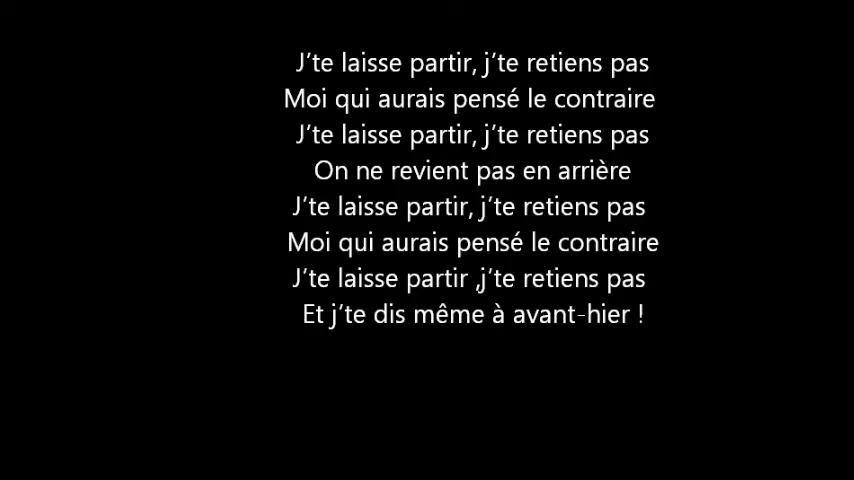 J’te laisse partir, j’te retiens pas
Moi qui aurais pensé le contraire
J’te laisse partir, j’te retiens pas
On ne revient pas en arrière
J’te laisse partir, j’te retiens pas
Moi qui aurais pensé le contraire
J’te laisse partir ,j’te retiens pas
Et j’te dis même à avant-hier !